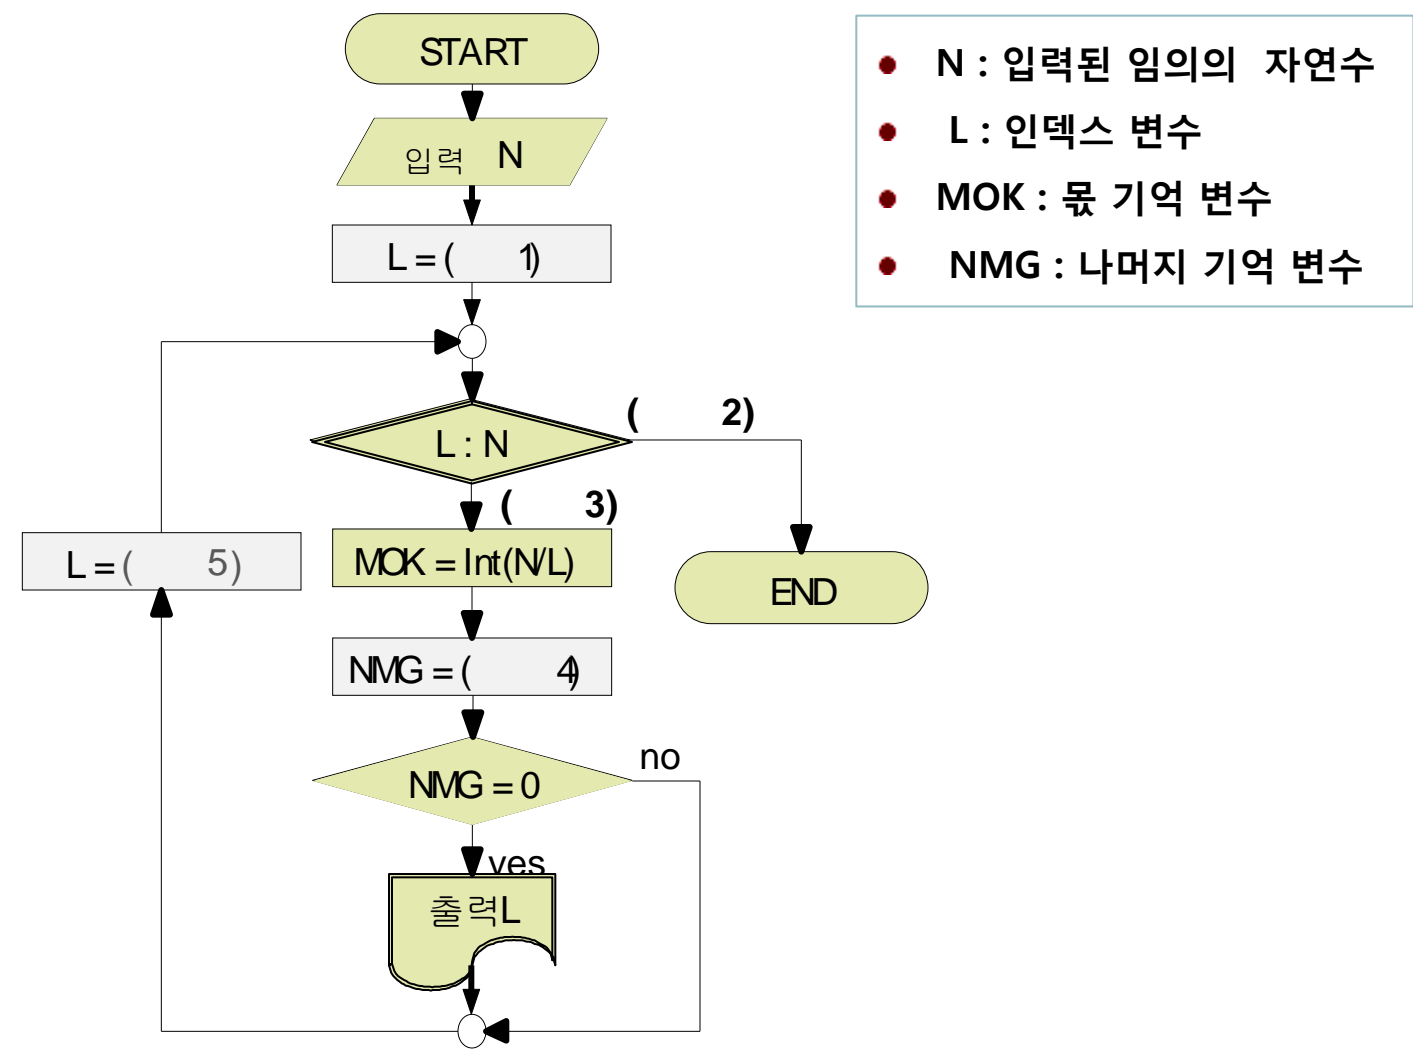 START
입력 N
L = ( 1)
L : N
( 2)
( 3)
MOK = Int(N/L)
L = ( 5)
END
NMG = ( 4)
NMG = 0
no
yes
출력L
N : 입력된 임의의 자연수
L : 인덱스 변수
MOK : 몫 기억 변수
NMG : 나머지 기억 변수